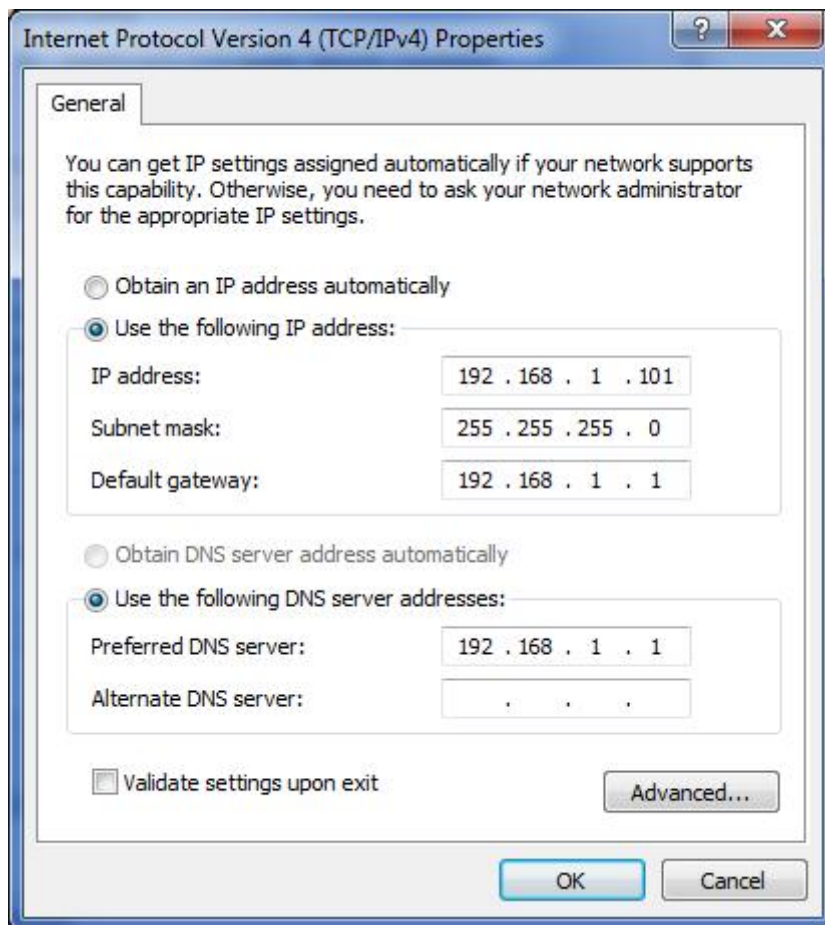 Internet Protocol Version 4 (TCP/IPv4) Properties
?
X
General
You can get IP settings assigned automatically if your network supports
this capability. Otherwise, you need to ask your network administrator
for the appropriate IP settings.
Obtain an IP address automatically
Use the following IP address:
IP address: 192 . 168 . 1 . 101
Subnet mask: 255 . 255 . 255 . 0
Default gateway: 192 . 168 . 1 . 1
Obtain DNS server address automatically
Use the following DNS server addresses:
Preferred DNS server: 192 . 168 . 1 . 1
Alternate DNS server: . . .
Validate settings upon exit
Advanced...
OK Cancel